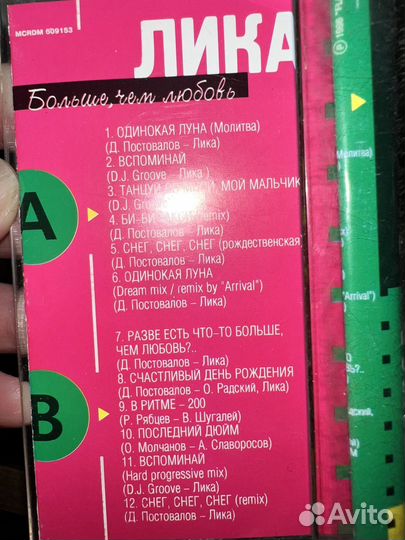 MCRDM 609153
ЛИКА
Больше, чем любовь
A
1. ОДИНОКАЯ ЛУНА (Молитва)
(Д. Постовалов – Лика)
2. ВСПОМИНАЙ
(D.J. Groove – Лика )
3. ТАНЦУЙ МОЙ МАЛЬЧИК
(D.J.
4. БИ-БИ remix)
(Д. Постовалов – Лика)
5. СНЕГ, СНЕГ, СНЕГ (рождественская)
(Д. Постовалов – Лика)
6. ОДИНОКАЯ ЛУНА
(Dream mix / remix by "Arrival")
(Д. Постовалов – Лика)
B
7. РАЗВЕ ЕСТЬ ЧТО-ТО БОЛЬШЕ,
ЧЕМ ЛЮБОВЬ?..
(Д. Постовалов – Лика)
8. СЧАСТЛИВЫЙ ДЕНЬ РОЖДЕНИЯ
(Д. Постовалов – О. Радский, Лика)
9. В РИТМЕ – 200
(Р. Рябцев – В. Шугалей)
10. ПОСЛЕДНИЙ ДЮЙМ
(О. Молчанов – А. Славоросов)
11. ВСПОМИНАЙ
(Hard progressive mix)
(D.J. Groove – Лика)
12. СНЕГ, СНЕГ, СНЕГ (remix)
(Д. Постовалов – Лика)
℗ 1996
Молитва)
"Arrival")
Avito